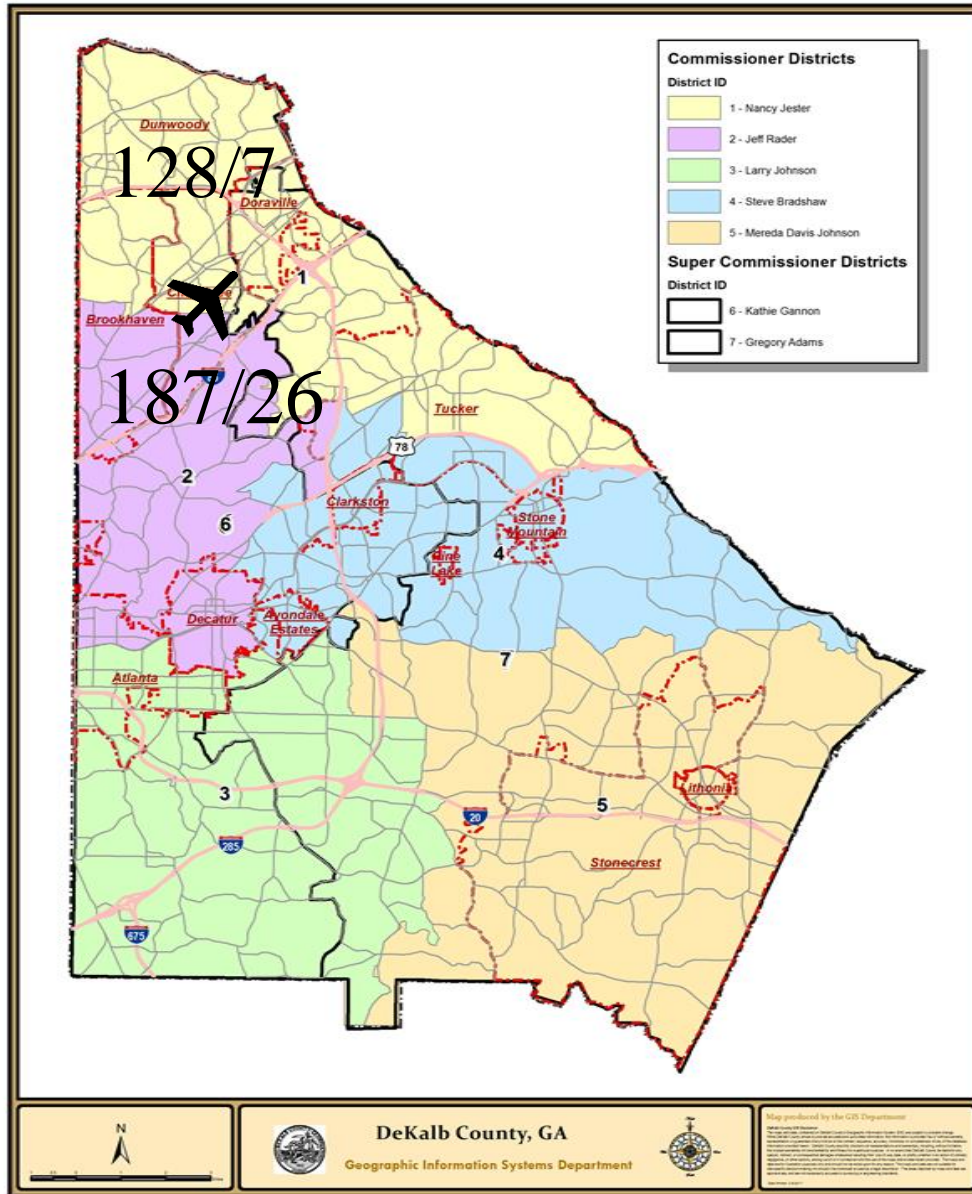 Commissioner Districts
District ID
1 - Nancy Jester
2 - Jeff Rader
3 - Larry Johnson
4 - Steve Bradshaw
5 - Mereda Davis Johnson
Super Commissioner Districts
District ID
6 - Kathie Gannon
7 - Gregory Adams
Dunwoody
128/7
Doraville
1
Brookhaven
187/26
Tucker
78
2
Clarkston
6
Stone
Mountain
4
Lake
Decatur
Avondale
Estates
7
Atlanta
3
5
20
285
Stonecrest
675
N
DeKalb County, GA
Geographic Information Systems Department
Map produced by the GIS Department